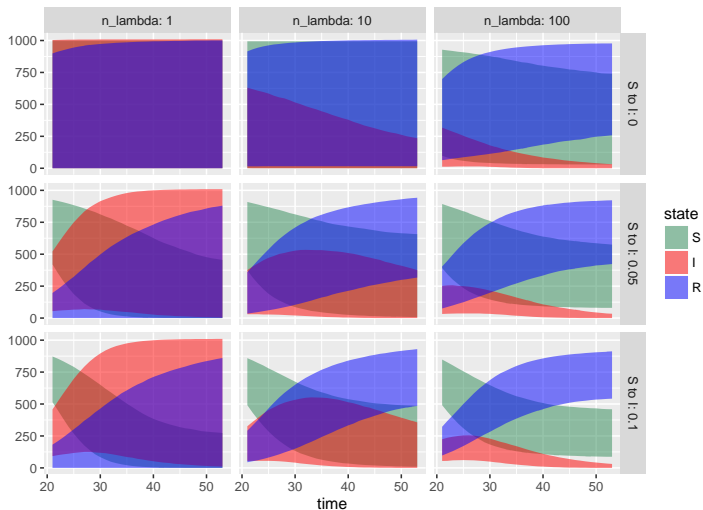 n_lambda: 1
n_lambda: 10
n_lambda: 100
1000
750
500
250
0
S to I: 0
1000
750
500
250
0
S to I: 0.05
1000
750
500
250
0
S to I: 0.1
20 30 40 50
20 30 40 50
20 30 40 50
time
state
S
I
R